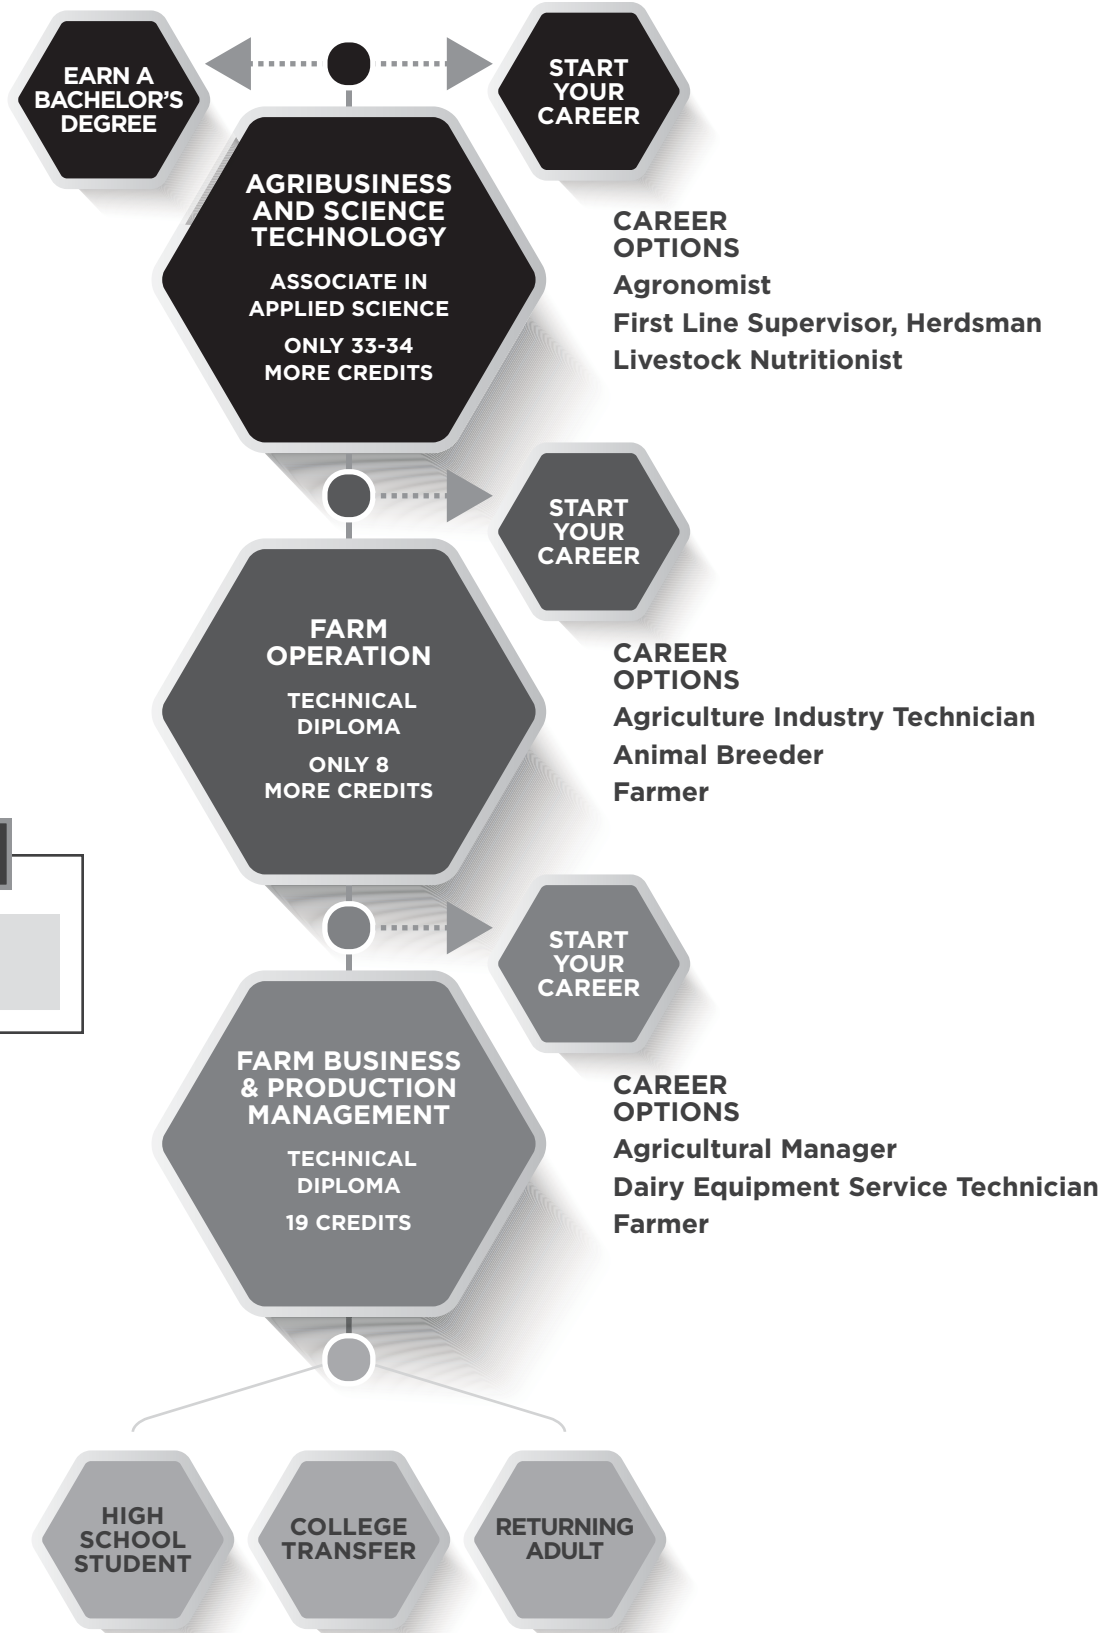 EARN A
BACHELOR'S
DEGREE
START
YOUR
CAREER
AGRIBUSINESS
AND SCIENCE
TECHNOLOGY
ASSOCIATE IN
APPLIED SCIENCE
ONLY 33-34
MORE CREDITS
CAREER
OPTIONS
Agronomist
First Line Supervisor, Herdsman
Livestock Nutritionist
START
YOUR
CAREER
FARM
OPERATION
TECHNICAL
DIPLOMA
ONLY 8
MORE CREDITS
CAREER
OPTIONS
Agriculture Industry Technician
Animal Breeder
Farmer
START
YOUR
CAREER
FARM BUSINESS
& PRODUCTION
MANAGEMENT
TECHNICAL
DIPLOMA
19 CREDITS
CAREER
OPTIONS
Agricultural Manager
Dairy Equipment Service Technician
Farmer
HIGH
SCHOOL
STUDENT
COLLEGE
TRANSFER
RETURNING
ADULT